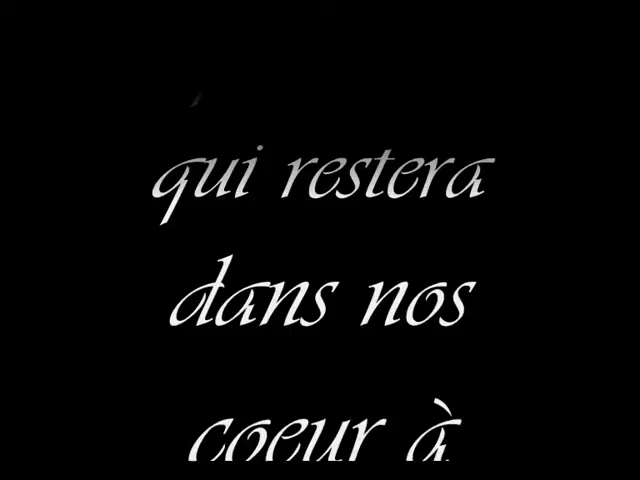 qui restera
dans nos
coeur à